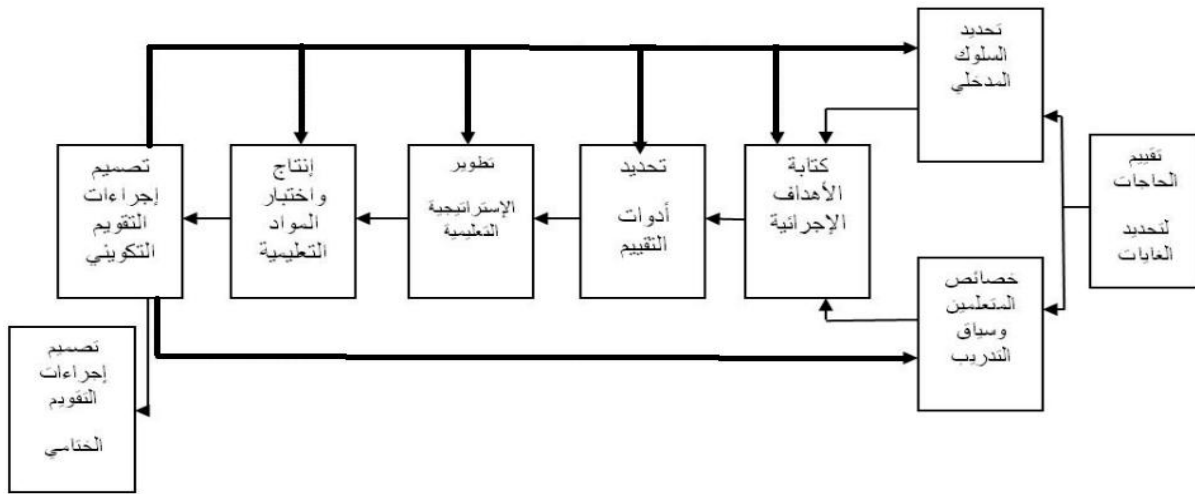 تقييم
الحاجات
لتحديد
الغايات
تحديد
السلوك
المدخلي
خصائص
المتعلمين
وسياق
التدريب
كتابة
الأهداف
الإجرائية
تحديد
أدوات
التقييم
تطوير
الإستراتيجية
التعليمية
إنتاج
واختبار
المواد
التعليمية
تصميم
إجراءات
التقويم
التكويني
تصميم
إجراءات
التقويم
الختامي